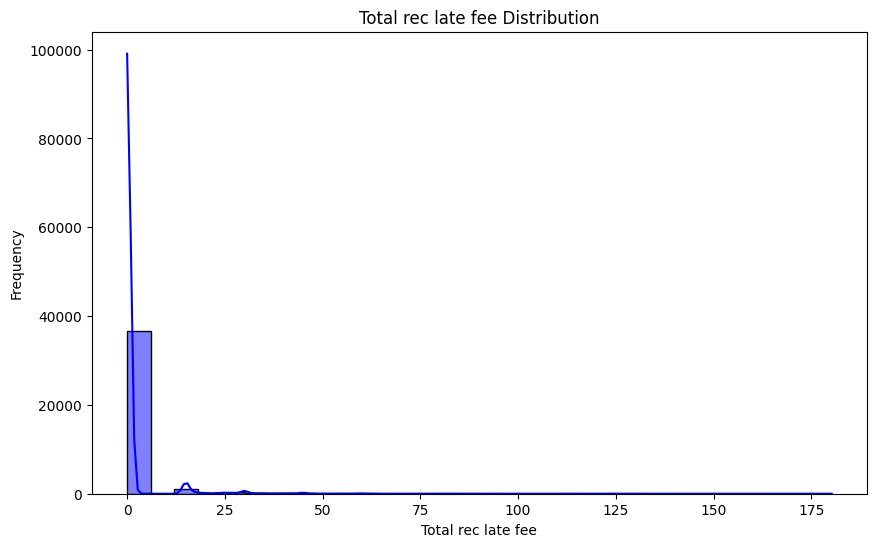 Total rec late fee Distribution
Frequency
100000
80000
60000
40000
20000
0
0 25 50 75 100 125 150 175
Total rec late fee